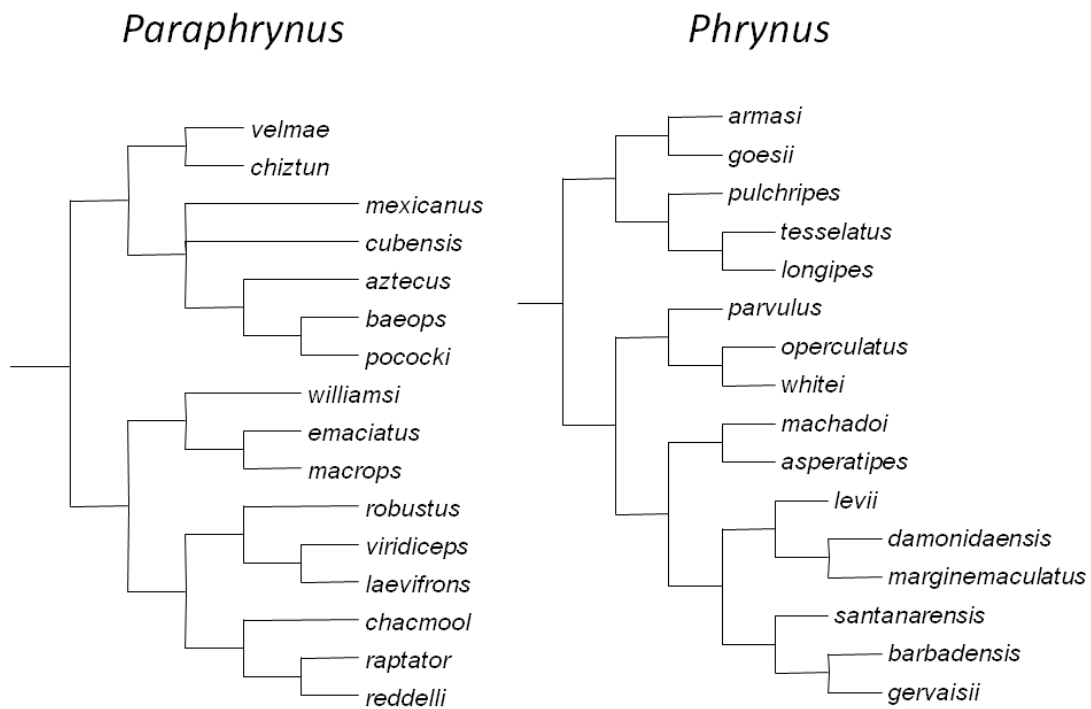 Paraphrynus
velmae
chiztun
mexicanus
cubensis
aztecus
baeops
pococki
williamsi
emaciatus
macrops
robustus
viridiceps
laevifrons
chacmool
raptator
reddelli
Phrynus
armasi
goesii
pulchripes
tesselatus
longipes
parvulus
operculatus
whitei
machadoi
asperatipes
levii
damonidaensis
marginemaculatus
santanarensis
barbadensis
gervaisii